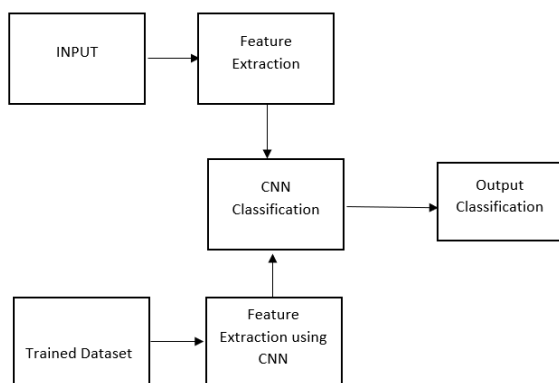 INPUT
Feature
Extraction
CNN
Classification
Output
Classification
Trained Dataset
Feature
Extraction using
CNN